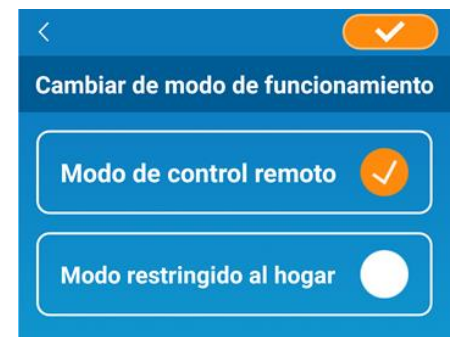 Cambiar de modo de funcionamiento
Modo de control remoto
Modo restringido al hogar